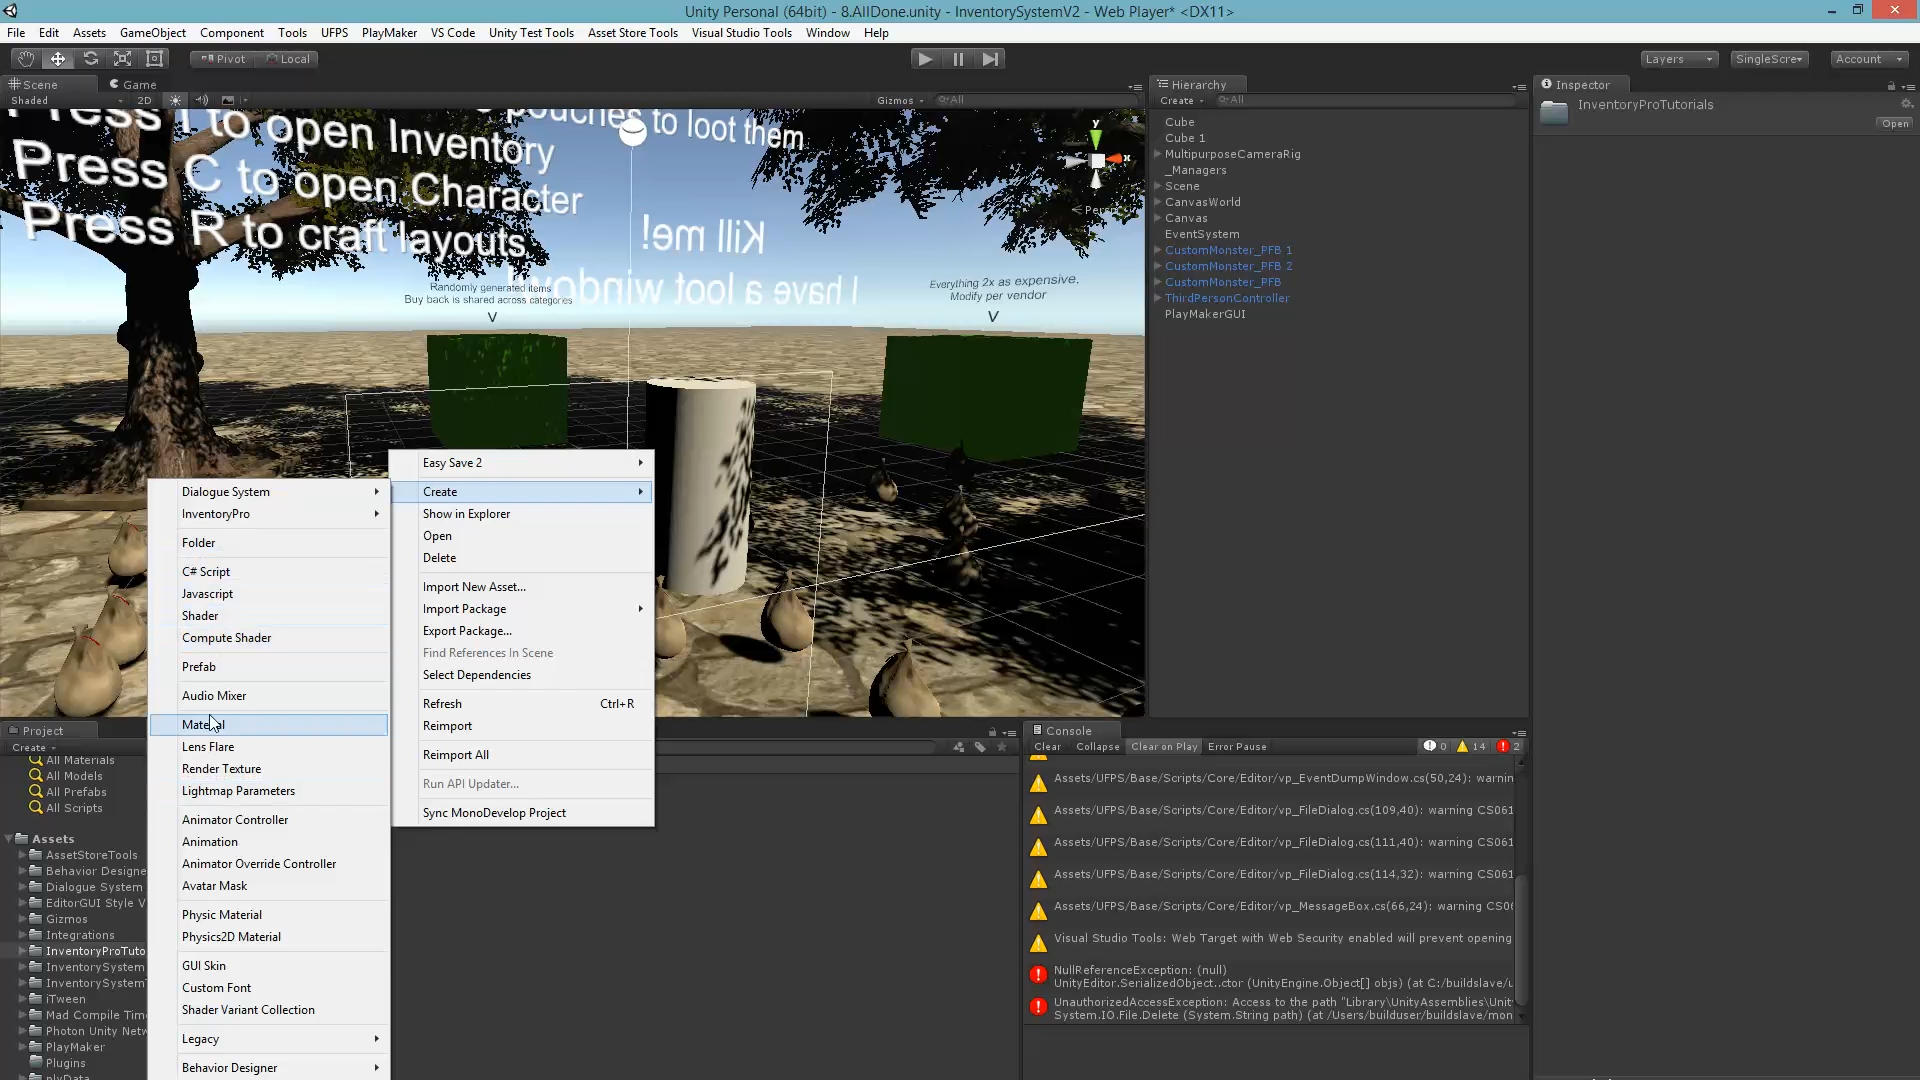 Unity Personal (64bit) - 8.AllDone.unity - InventorySystemV2 - Web Player* <DX11>
File Edit Assets GameObject Component Tools UFPS PlayMaker VS Code Unity Test Tools Asset Store Tools Visual Studio Tools Window Help
Pivot Local
Layers SingleScre Account
Scene Game
Shaded 2D Gizmos All
Press I to open Inventory
pouches to loot them
Press C to open Character
Press R to craft layouts.
Kill me!
I have a loot window!
Randomly generated items
Buy back is shared across categories
V
Everything 2x as expensive.
Modify per vendor
V
y
x
Hierarchy
Create All
Cube
Cube 1
MultipurposeCameraRig
_Managers
Scene
CanvasWorld
Canvas
EventSystem
CustomMonster_PFB 1
CustomMonster_PFB 2
CustomMonster_PFB
ThirdPersonController
PlayMakerGUI
Inspector
InventoryProTutorials
Open
Easy Save 2
Create
Show in Explorer
Open
Delete
Import New Asset...
Import Package
Export Package...
Find References In Scene
Select Dependencies
Refresh Ctrl+R
Reimport
Reimport All
Run API Updater...
Sync MonoDevelop Project
Dialogue System
InventoryPro
Folder
C# Script
Javascript
Shader
Compute Shader
Prefab
Audio Mixer
Material
Lens Flare
Render Texture
Lightmap Parameters
Animator Controller
Animation
Animator Override Controller
Avatar Mask
Physic Material
Physics2D Material
GUI Skin
Custom Font
Shader Variant Collection
Legacy
Behavior Designer
Project
Create
All Materials
All Models
All Prefabs
All Scripts
Assets
AssetStoreTools
Behavior Designe
Dialogue System
EditorGUI Style V
Gizmos
Integrations
InventoryProTuto
InventorySystem
InventorySystem
iTween
Mad Compile Time
Photon Unity Netw
PlayMaker
Plugins
plyData
Console
Clear Collapse Clear on Play Error Pause 0 14 2
Assets/UFPS/Base/Scripts/Core/Editor/vp_EventDumpWindow.cs(50,24): warnin
Assets/UFPS/Base/Scripts/Core/Editor/vp_FileDialog.cs(109,40): warning CS061
Assets/UFPS/Base/Scripts/Core/Editor/vp_FileDialog.cs(111,40): warning CS061
Assets/UFPS/Base/Scripts/Core/Editor/vp_FileDialog.cs(114,32): warning CS061
Assets/UFPS/Base/Scripts/Core/Editor/vp_MessageBox.cs(66,24): warning CS06
Visual Studio Tools: Web Target with Web Security enabled will prevent opening
NullReferenceException: (null)
UnityEditor.SerializedObject..ctor (UnityEngine.Object[] objs) (at C:/buildslave/u
UnauthorizedAccessException: Access to the path "Library\UnityAssemblies\Unit
System.IO.File.Delete (System.String path) (at /Users/builduser/buildslave/mon